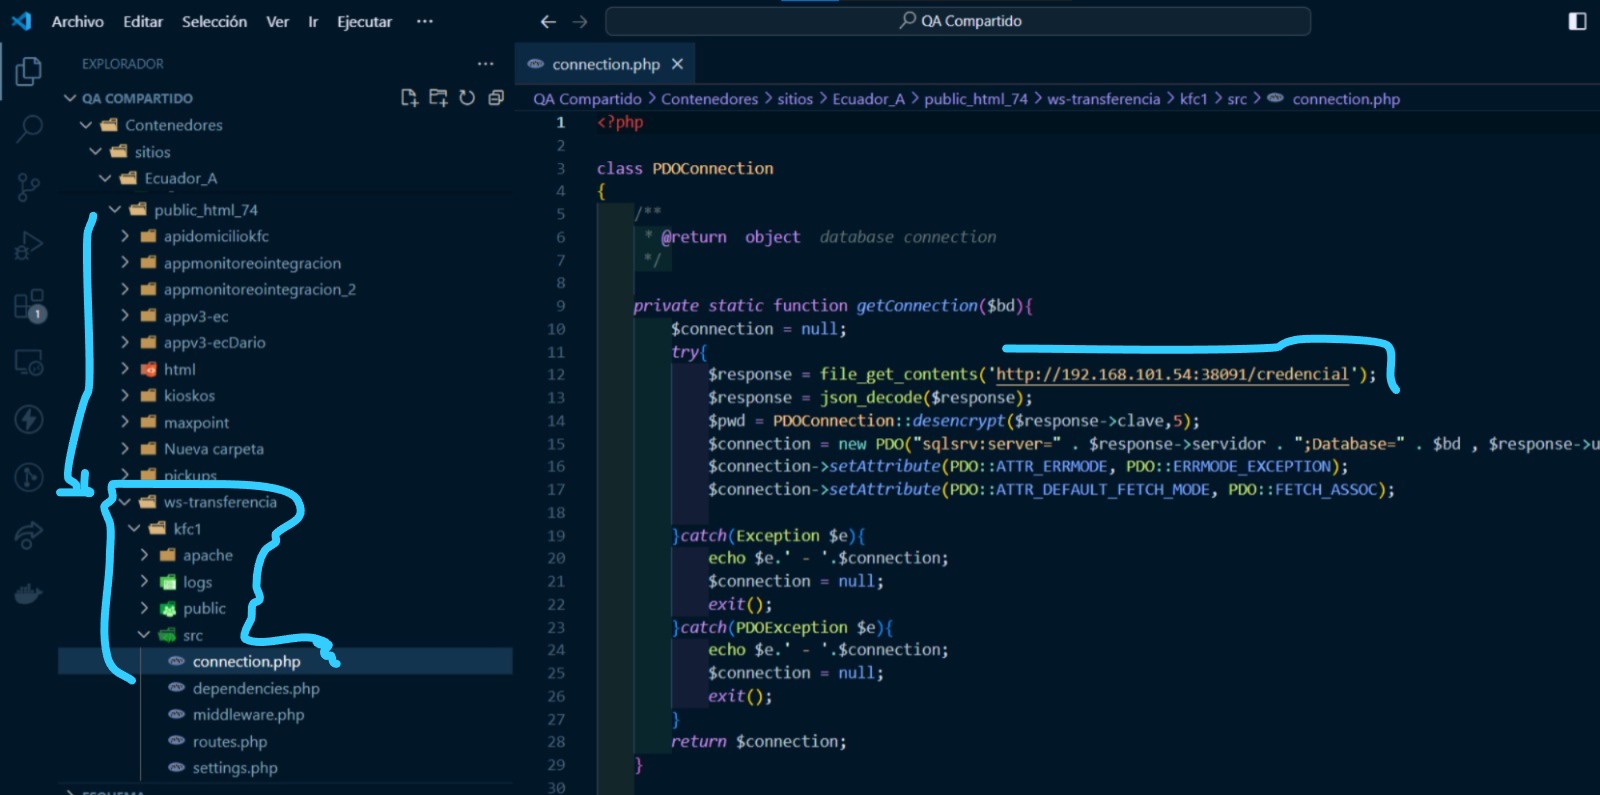 Archivo Editar Selección Ver Ir Ejecutar ···
QA Compartido
EXPLORADOR
QA COMPARTIDO
Contenedores
sitios
Ecuador_A
public_html_74
apidomiciliokfc
appmonitoreointegracion
appmonitoreointegracion_2
appv3-ec
appv3-ecDario
html
kioskos
maxpoint
Nueva carpeta
pickups
ws-transferencia
kfc1
apache
logs
public
src
connection.php
dependencies.php
middleware.php
routes.php
settings.php
ESQUEMA
1
connection.php
QA Compartido > Contenedores > sitios > Ecuador_A > public_html_74 > ws-transferencia > kfc1 > src > connection.php
1 <?php
2
3 class PDOConnection
4 {
5 /**
6 * @return object database connection
7 */
8
9 private static function getConnection($bd){
10 $connection = null;
11 try{
12 $response = file_get_contents('http://192.168.101.54:38091/credencial');
13 $response = json_decode($response);
14 $pwd = PDOConnection::desencrypt($response->clave,5);
15 $connection = new PDO("sqlsrv:server=" . $response->servidor . ";Database=" . $bd , $response->u
16 $connection->setAttribute(PDO::ATTR_ERRMODE, PDO::ERRMODE_EXCEPTION);
17 $connection->setAttribute(PDO::ATTR_DEFAULT_FETCH_MODE, PDO::FETCH_ASSOC);
18
19 }catch(Exception $e){
20 echo $e.' - '.$connection;
21 $connection = null;
22 exit();
23 }catch(PDOException $e){
24 echo $e.' - '.$connection;
25 $connection = null;
26 exit();
27 }
28 return $connection;
29 }
30